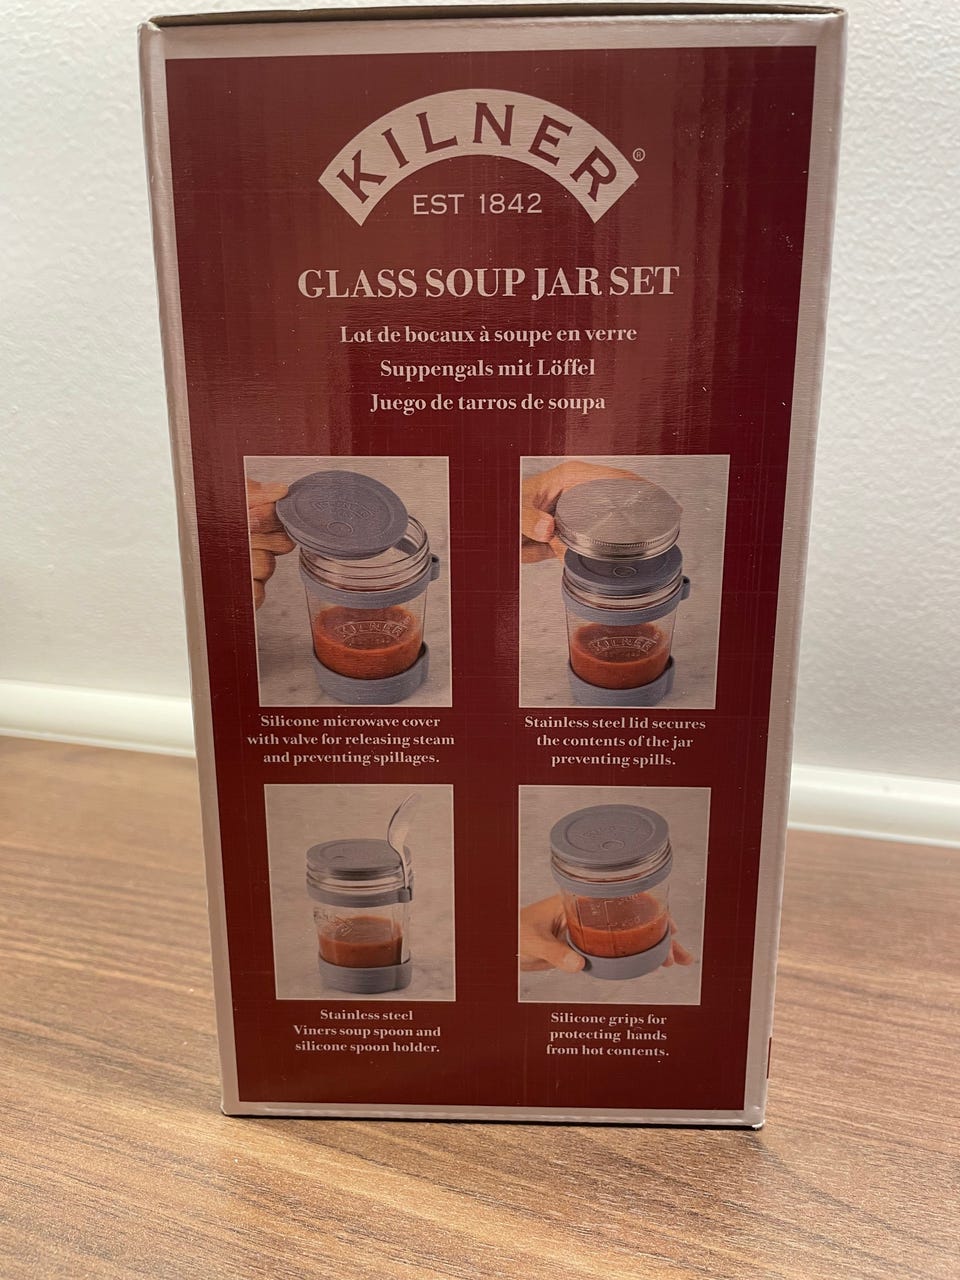 KILNER®
EST 1842
GLASS SOUP JAR SET
Lot de bocaux à soupe en verre
Suppengals mit Löffel
Juego de tarros de soupa
KILNER
KILNER
Silicone microwave cover
with valve for releasing steam
and preventing spillages.
Stainless steel lid secures
the contents of the jar
preventing spills.
Stainless steel
Viners soup spoon and
silicone spoon holder.
Silicone grips for
protecting hands
from hot contents.